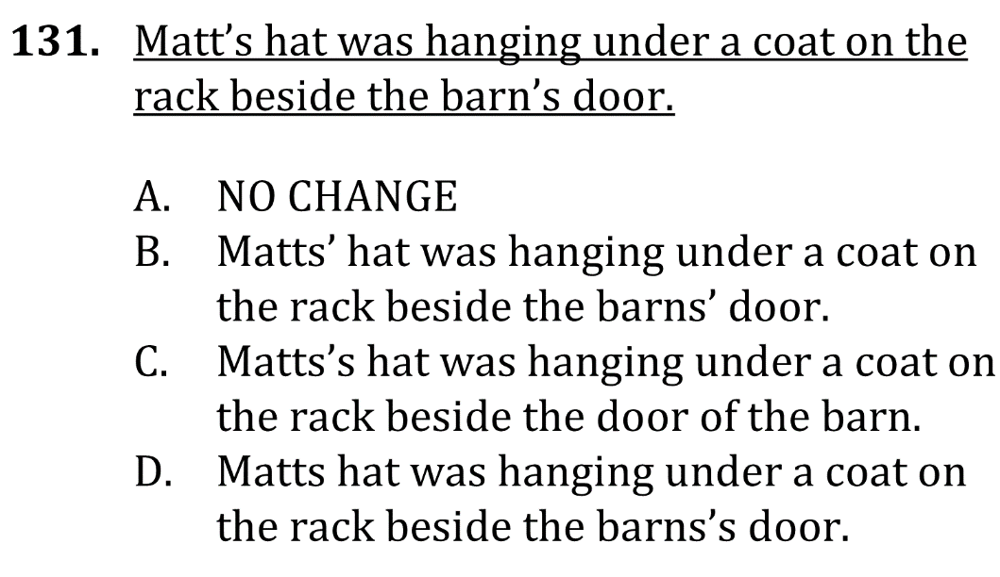 131. Matt’s hat was hanging under a coat on the
rack beside the barn’s door.
A. NO CHANGE
B. Matts’ hat was hanging under a coat on
the rack beside the barns’ door.
C. Matts’s hat was hanging under a coat on
the rack beside the door of the barn.
D. Matts hat was hanging under a coat on
the rack beside the barns’s door.